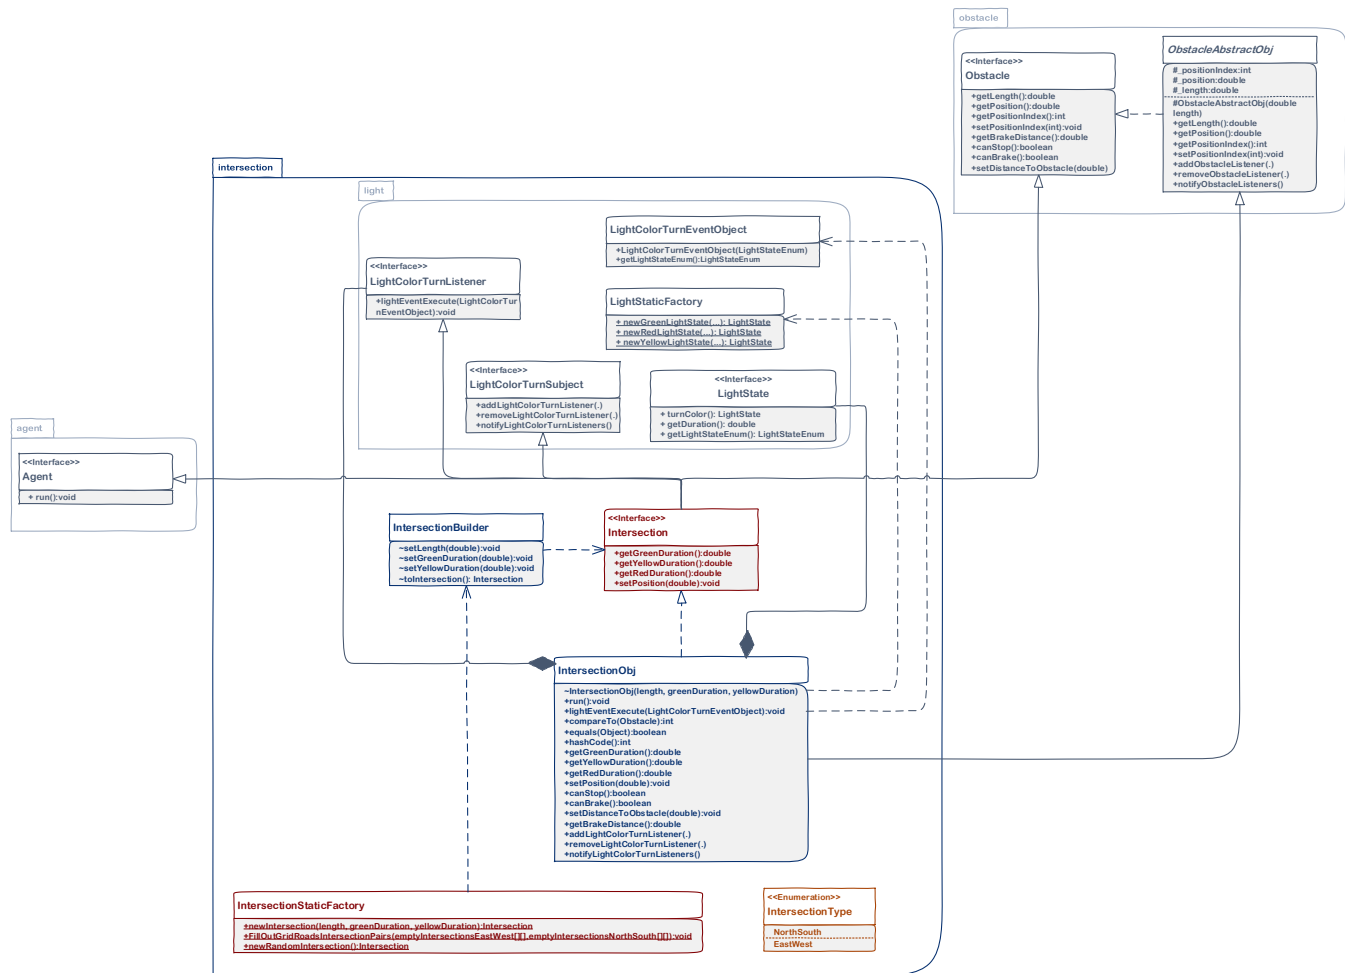 obstacle
<<Interface>>
Obstacle
+getLength():double
+getPosition():double
+getPositionIndex():int
+setPositionIndex(int):void
+getBrakeDistance():double
+canStop():boolean
+canBrake():boolean
+setDistanceToObstacle(double)
ObstacleAbstractObj
#_positionIndex:int
#_position:double
#_length:double
#ObstacleAbstractObj(double
length)
+getLength():double
+getPosition():double
+getPositionIndex():int
+setPositionIndex(int):void
+addObstacleListener(.)
+removeObstacleListener(.)
+notifyObstacleListeners()
intersection
light
LightColorTurnEventObject
+LightColorTurnEventObject(LightStateEnum)
+getLightStateEnum():LightStateEnum
<<Interface>>
LightColorTurnListener
+lightEventExecute(LightColorTur
nEventObject):void
LightStaticFactory
+ newGreenLightState(...): LightState
+ newRedLightState(...): LightState
+ newYellowLightState(...): LightState
<<Interface>>
LightColorTurnSubject
+addLightColorTurnListener(.)
+removeLightColorTurnListener(.)
+notifyLightColorTurnListeners()
<<Interface>>
LightState
+ turnColor(): LightState
+ getDuration(): double
+ getLightStateEnum(): LightStateEnum
agent
<<Interface>>
Agent
+ run():void
IntersectionBuilder
~setLength(double):void
~setGreenDuration(double):void
~setYellowDuration(double):void
~toIntersection(): Intersection
<<Interface>>
Intersection
+getGreenDuration():double
+getYellowDuration():double
+getRedDuration():double
+setPosition(double):void
IntersectionObj
~IntersectionObj(length, greenDuration, yellowDuration)
+run():void
+lightEventExecute(LightColorTurnEventObject):void
+compareTo(Obstacle):int
+equals(Object):boolean
+hashCode():int
+getGreenDuration():double
+getYellowDuration():double
+getRedDuration():double
+setPosition(double):void
+canStop():boolean
+canBrake():boolean
+setDistanceToObstacle(double):void
+getBrakeDistance():double
+addLightColorTurnListener(.)
+removeLightColorTurnListener(.)
+notifyLightColorTurnListeners()
IntersectionStaticFactory
+newIntersection(length, greenDuration, yellowDuration):Intersection
+FillOutGridRoadsIntersectionPairs(emptyIntersectionsEastWest[][],emptyIntersectionsNorthSouth[][]):void
+newRandomIntersection():Intersection
<<Enumeration>>
IntersectionType
NorthSouth
EastWest